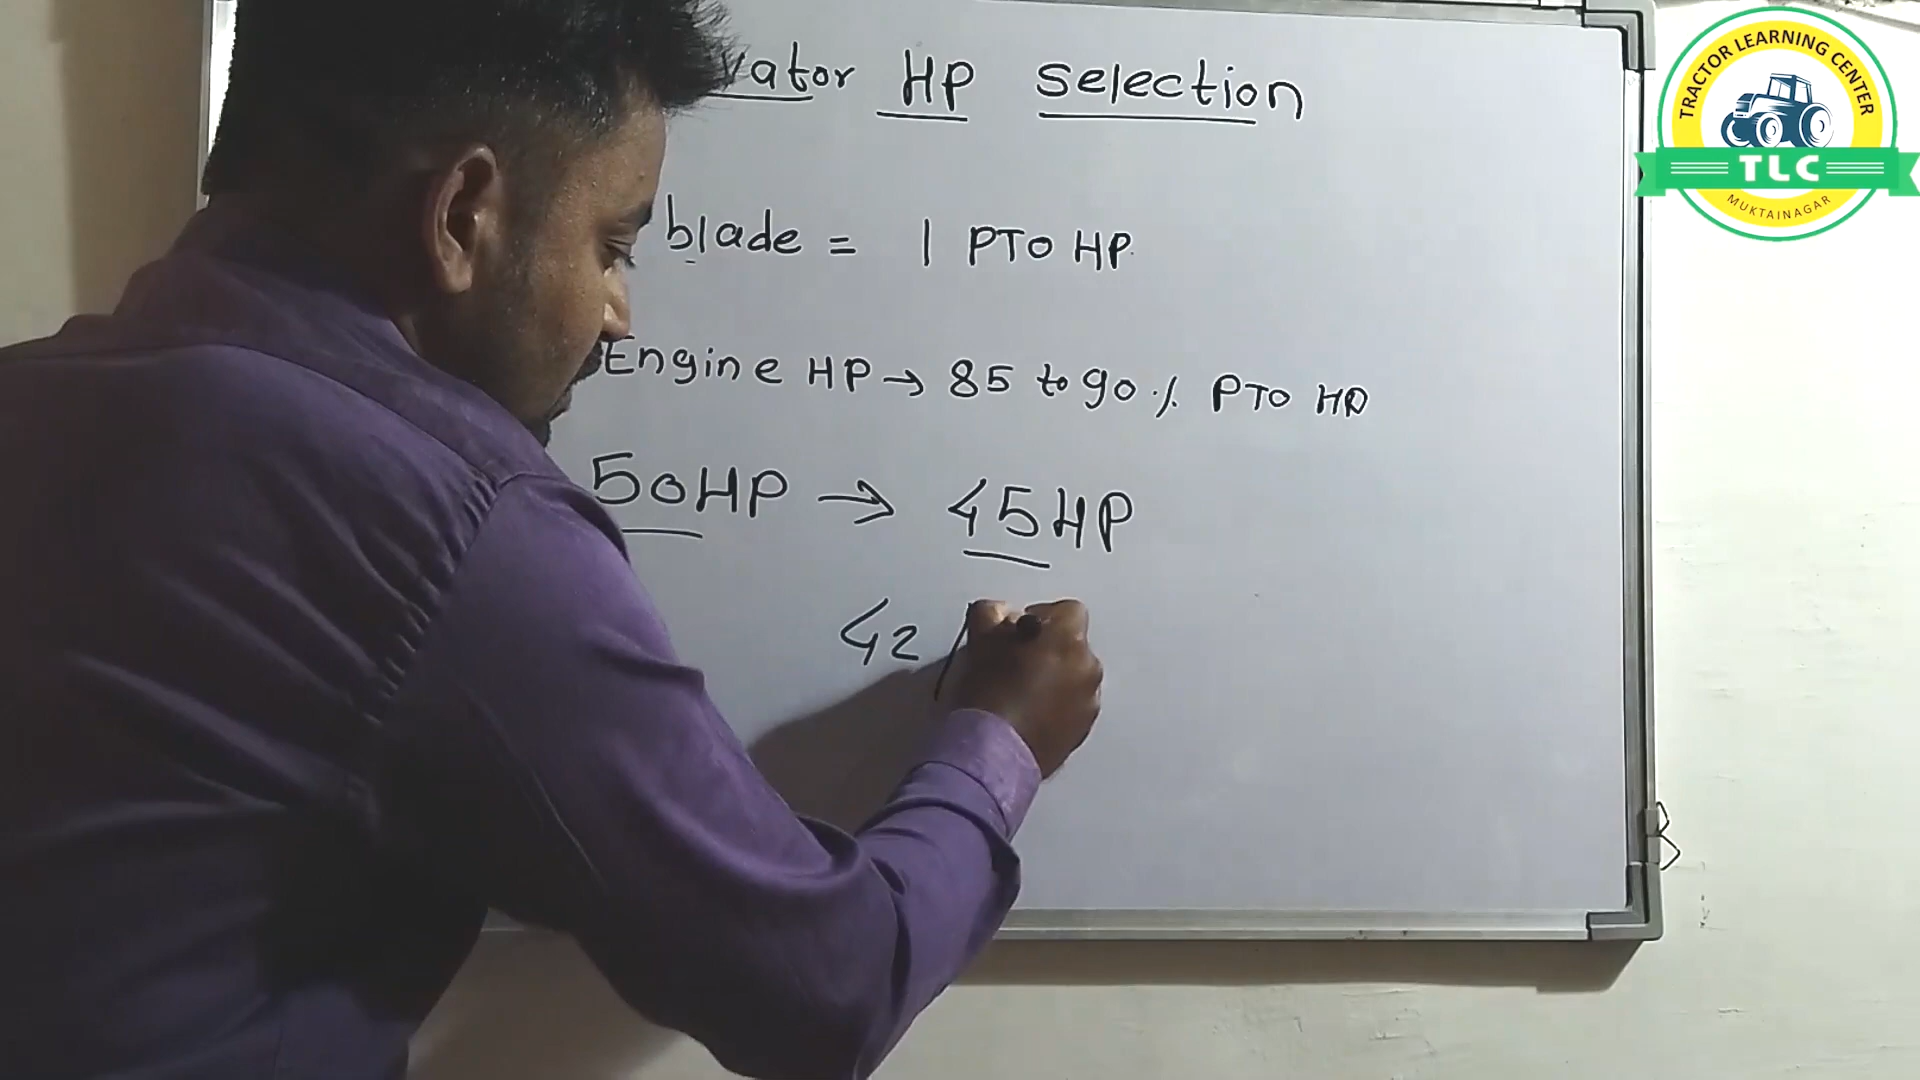 vator HP selection
blade = 1 PTO HP
Engine HP → 85 to 90 % PTO HP
50HP → 45HP
42 /
TRACTOR LEARNING CENTER
TLC
MUKTAINAGAR